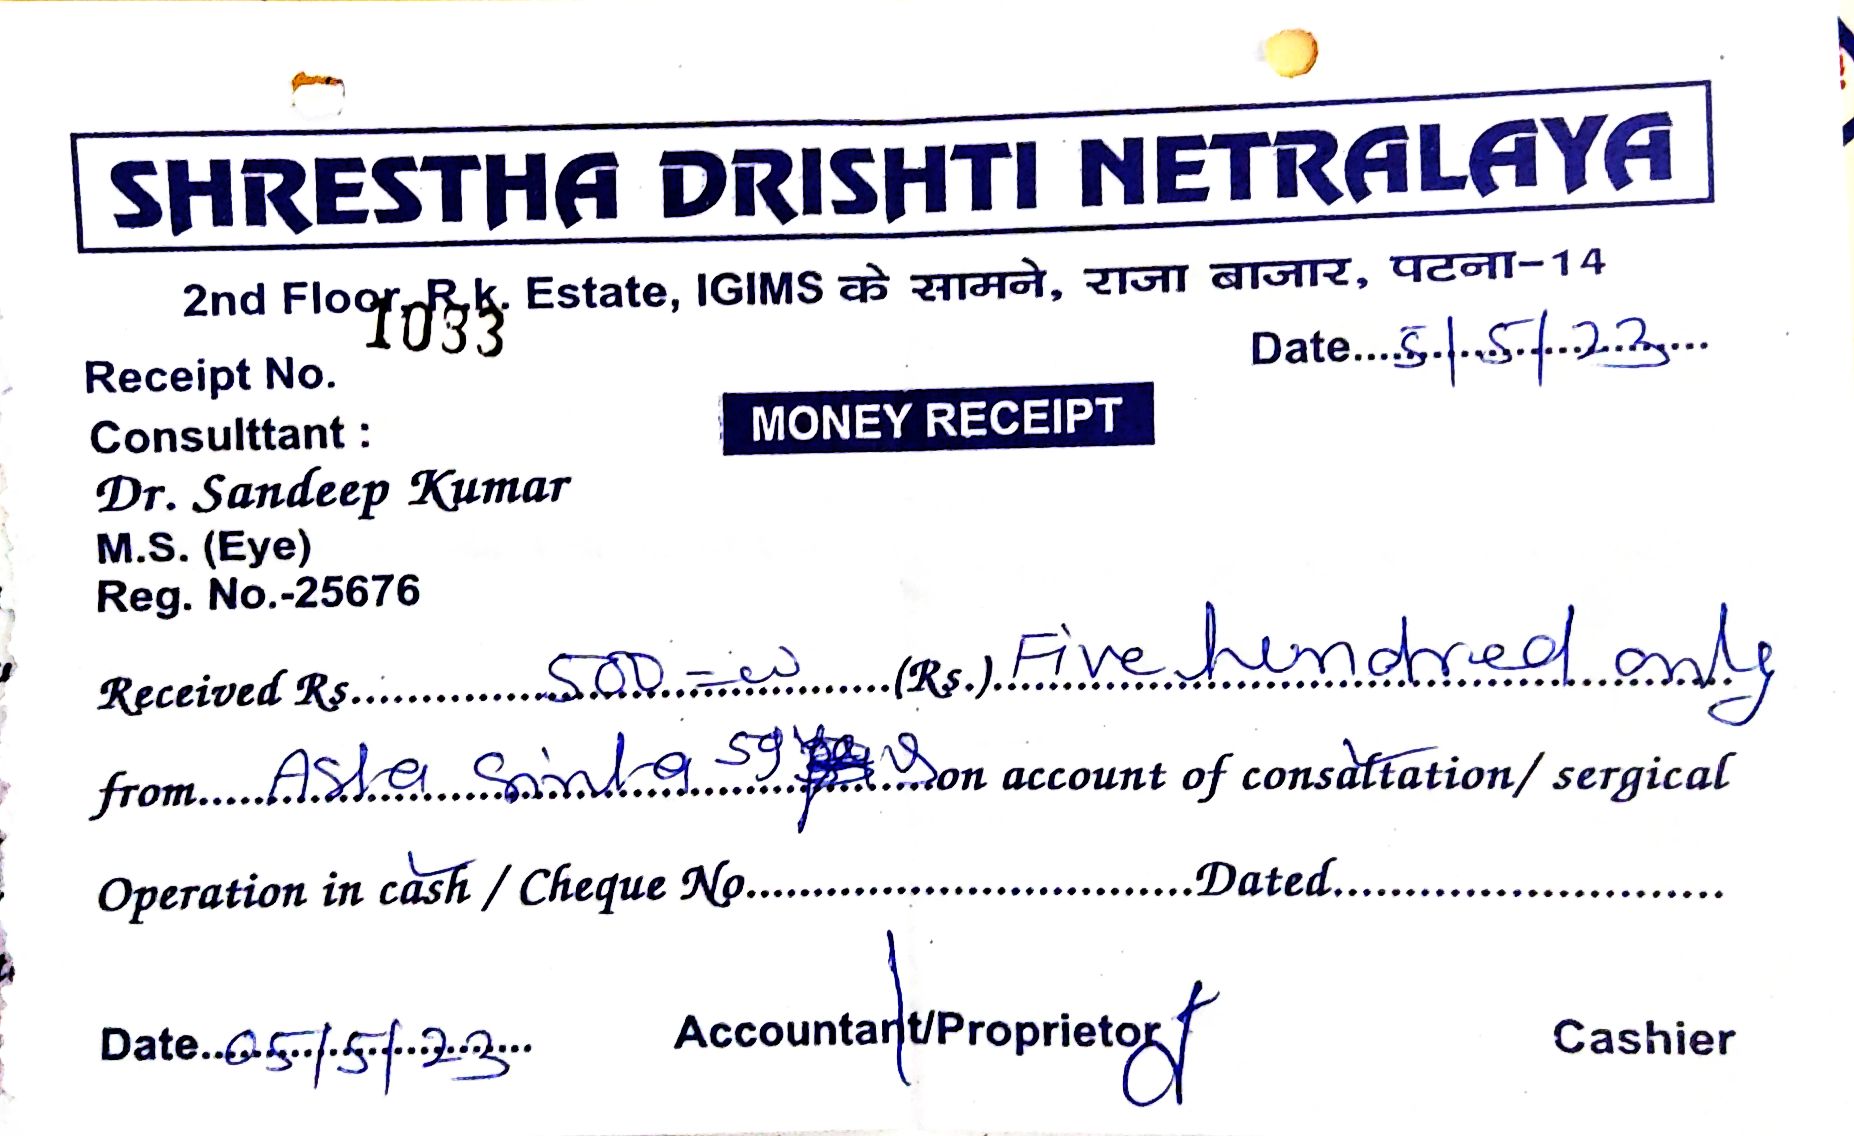 SHRESTHA DRISHTI NETRALAYA
2nd Floor, R.k. Estate, IGIMS के सामने, राजा बाजार, पटना-14
Receipt No. 1033
Date....5/5/23...
MONEY RECEIPT
Consulttant :
Dr. Sandeep Kumar
M.S. (Eye)
Reg. No.-25676
Received Rs....500=00....(Rs.)....Five hundred only
from....Sinha 59....on account of consaltation/ sergical
Operation in cash / Cheque No....Dated....
Date...05/5/23...
Accountant/Proprietor
Cashier